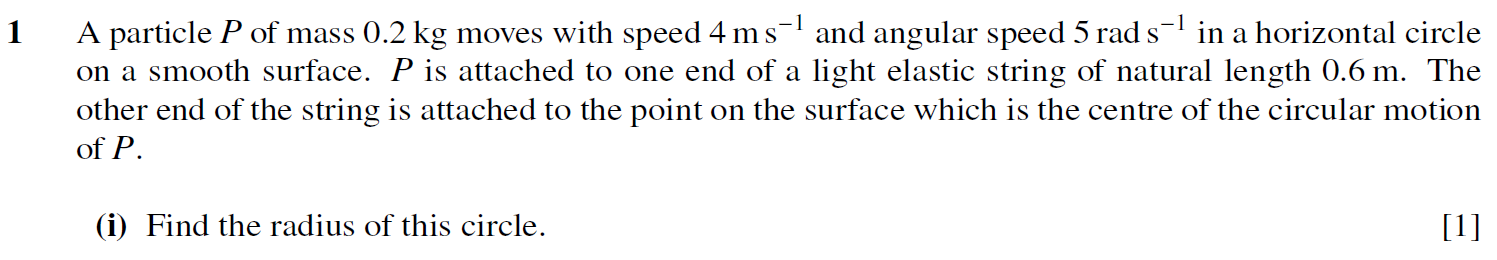 1 A particle P of mass 0.2 kg moves with speed 4 m s⁻¹ and angular speed 5 rad s⁻¹ in a horizontal circle
on a smooth surface. P is attached to one end of a light elastic string of natural length 0.6 m. The
other end of the string is attached to the point on the surface which is the centre of the circular motion
of P.
(i) Find the radius of this circle. [1]